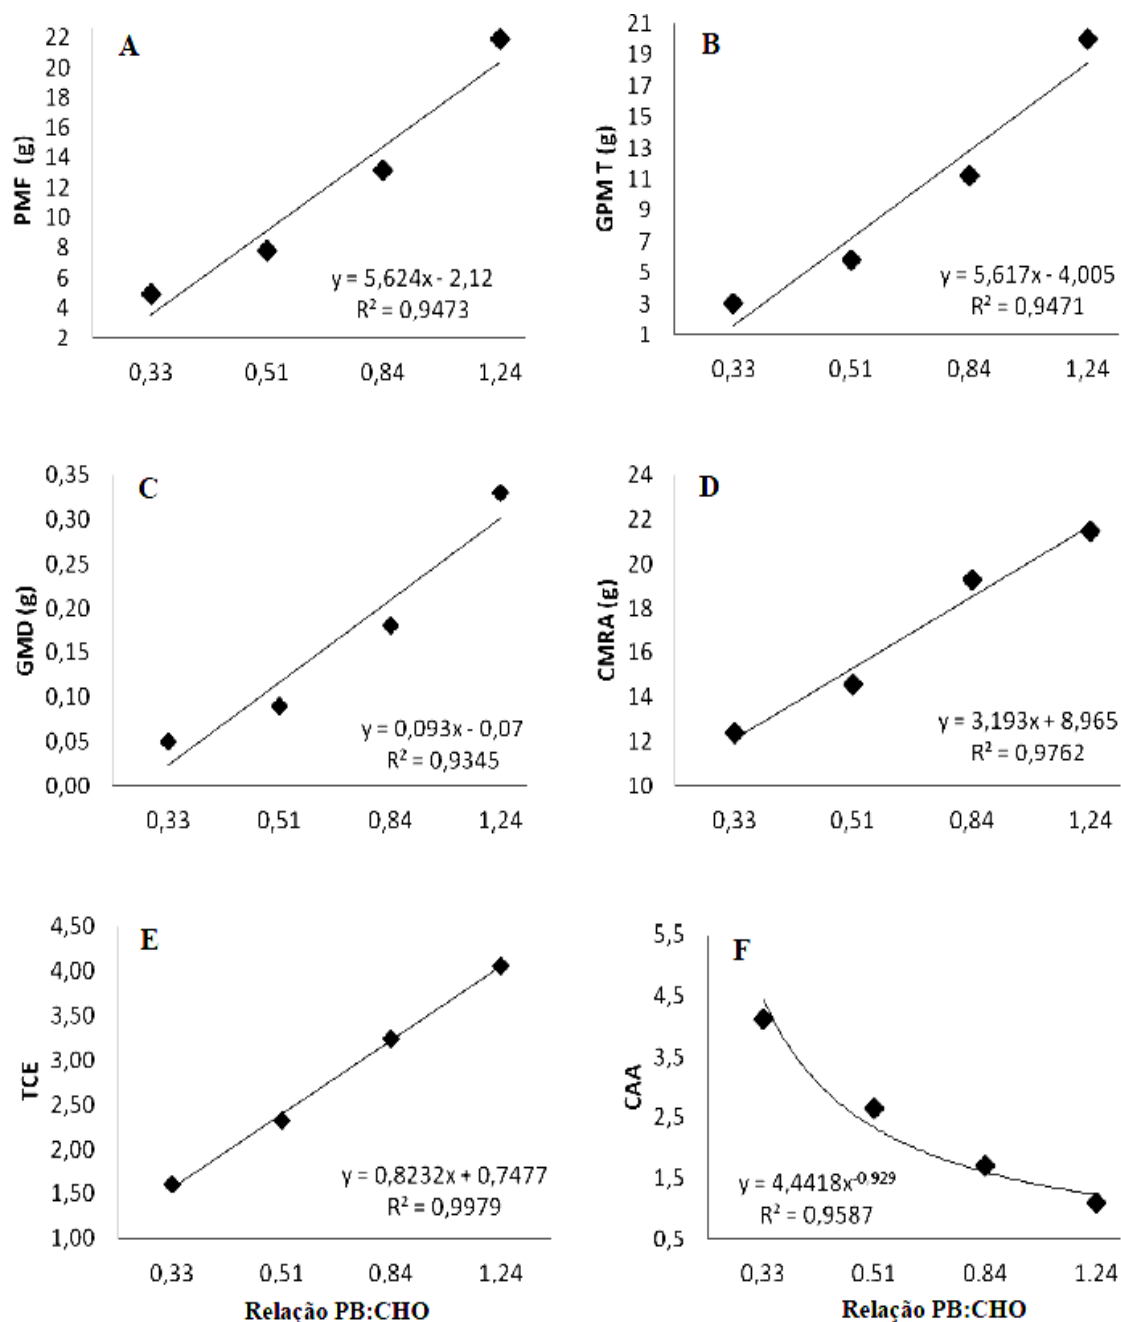 A
PMF (g)
22
20
18
16
14
12
10
8
6
4
2
y = 5,624x - 2,12
R² = 0,9473
0,33 0,51 0,84 1,24
B
GPM T (g)
21
19
17
15
13
11
9
7
5
3
1
y = 5,617x - 4,005
R² = 0,9471
0,33 0,51 0,84 1,24
C
GMD (g)
0,35
0,30
0,25
0,20
0,15
0,10
0,05
0,00
y = 0,093x - 0,07
R² = 0,9345
0,33 0,51 0,84 1,24
D
CMRA (g)
24
22
20
18
16
14
12
10
y = 3,193x + 8,965
R² = 0,9762
0,33 0,51 0,84 1,24
E
TCE
4,50
4,00
3,50
3,00
2,50
2,00
1,50
1,00
y = 0,8232x + 0,7477
R² = 0,9979
0,33 0.51 0,84 1.24
Relação PB:CHO
F
CAA
5,5
4,5
3,5
2,5
1,5
0,5
y = 4,4418x⁻⁰·⁹²⁹
R² = 0,9587
0,33 0.51 0,84 1.24
Relação PB:CHO